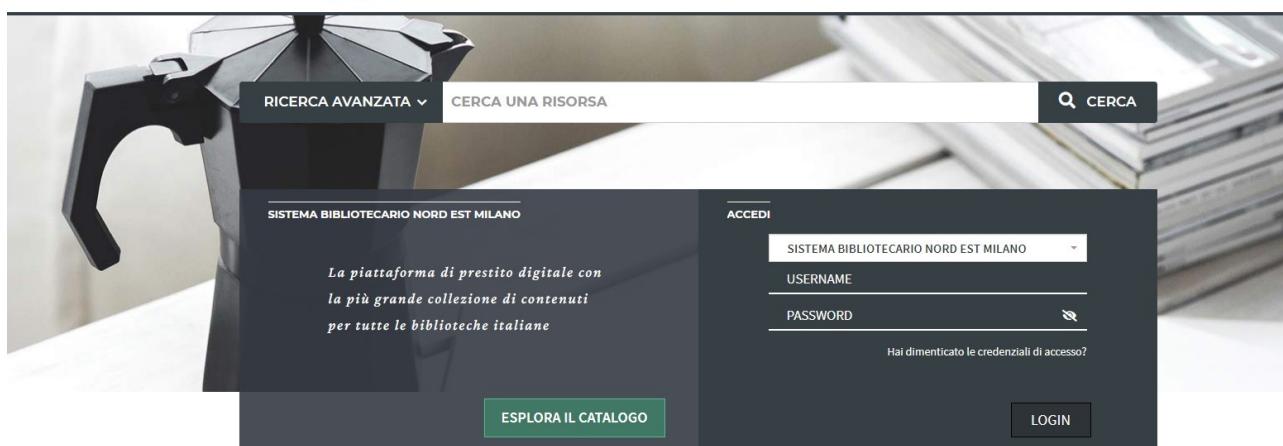 RICERCA AVANZATA
CERCA UNA RISORSA
CERCA
SISTEMA BIBLIOTECARIO NORD EST MILANO
La piattaforma di prestito digitale con
la più grande collezione di contenuti
per tutte le biblioteche italiane
ESPLORA IL CATALOGO
ACCEDI
SISTEMA BIBLIOTECARIO NORD EST MILANO
USERNAME
PASSWORD
Hai dimenticato le credenziali di accesso?
LOGIN